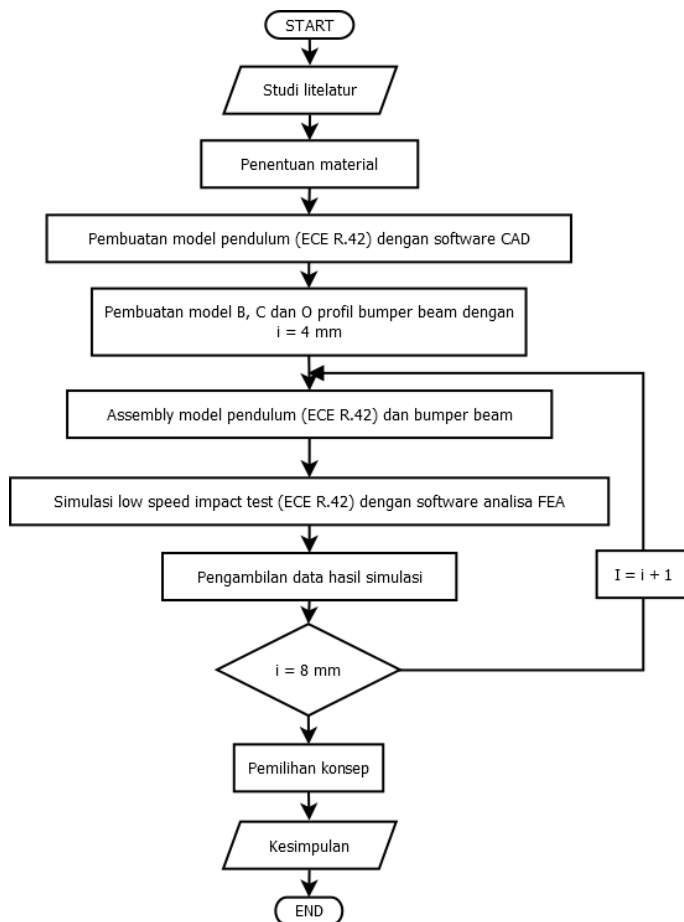 START
Studi litelatur
Penentuan material
Pembuatan model pendulum (ECE R.42) dengan software CAD
Pembuatan model B, C dan O profil bumper beam dengan
i = 4 mm
Assembly model pendulum (ECE R.42) dan bumper beam
Simulasi low speed impact test (ECE R.42) dengan software analisa FEA
Pengambilan data hasil simulasi
I = i + 1
i = 8 mm
Pemilihan konsep
Kesimpulan
END